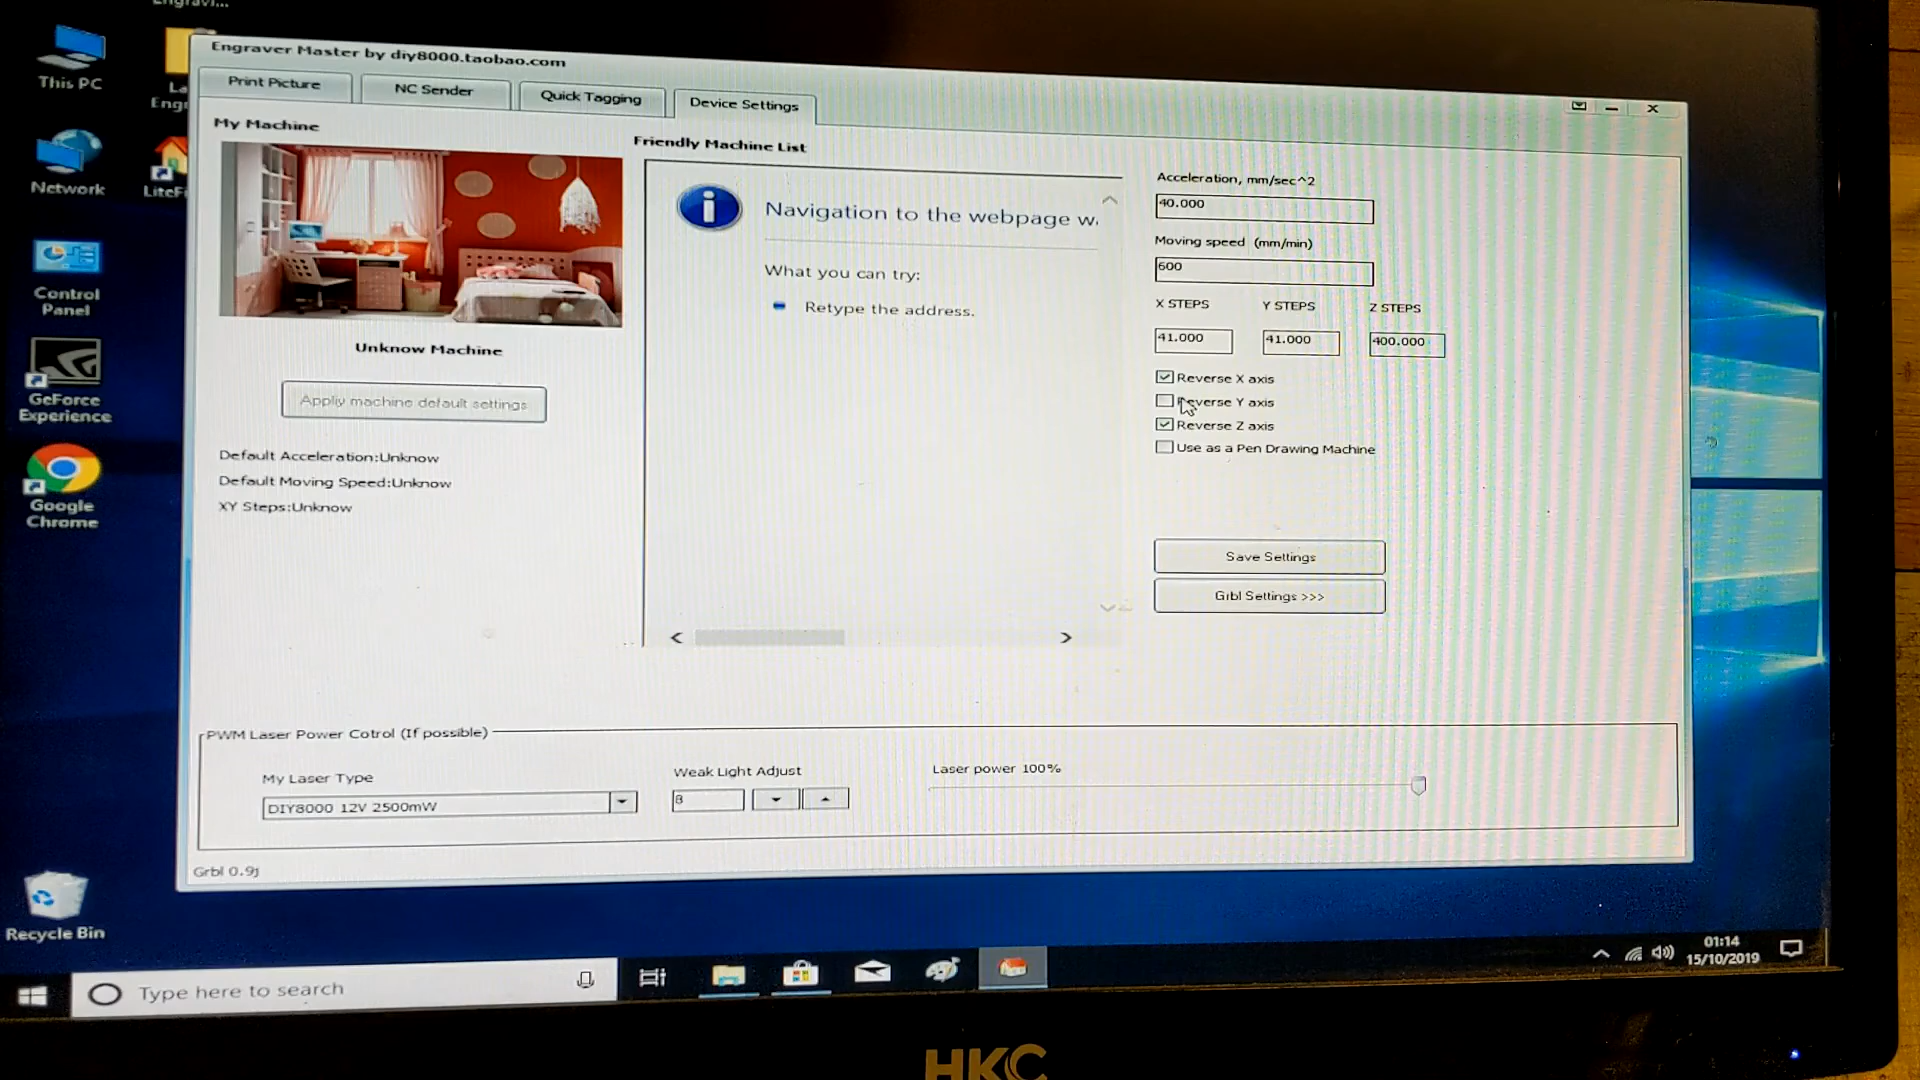 This PC
Network
Control
Panel
GeForce
Experience
Google
Chrome
Recycle Bin
Engraver Master by diy8000.taobao.com
Print Picture
NC Sender
Quick Tagging
Device Settings
My Machine
Unknow Machine
Appliy machine default settings
Default Acceleration:Unknow
Default Moving Speed:Unknow
XY Steps:Unknow
Friendly Machine List
Navigation to the webpage w
What you can try:
Retype the address.
Acceleration, mm/sec^2
40.000
Moving speed (mm/min)
600
X STEPS Y STEPS Z STEPS
41.000 41.000 400.000
Reverse X axis
Reverse Y axis
Reverse Z axis
Use as a Pen Drawing Machine
Save Settings
Grbl Settings >>>
PWM Laser Power Cotrol (If possible)
My Laser Type
DIY8000 12V 2500mW
Weak Light Adjust
8
Laser power 100%
Grbl 0.9j
Type here to search
01:14
15/10/2019
HKC